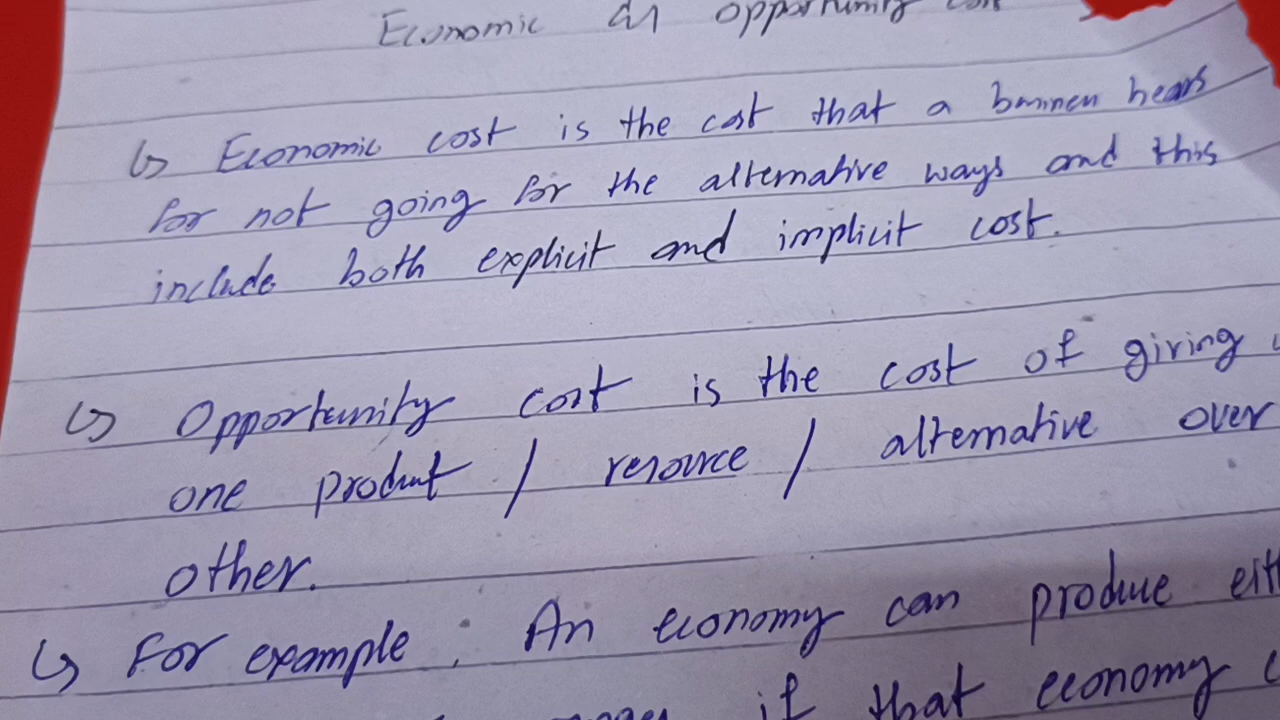 Economic as opportunity cost
↳ Economic cost is the cost that a business bears
for not going for the alternative ways and this
include both explicit and implicit cost.
↳ Opportunity cost is the cost of giving
one product / resource / alternative over
other.
↳ For example : An economy can produce
if that economy